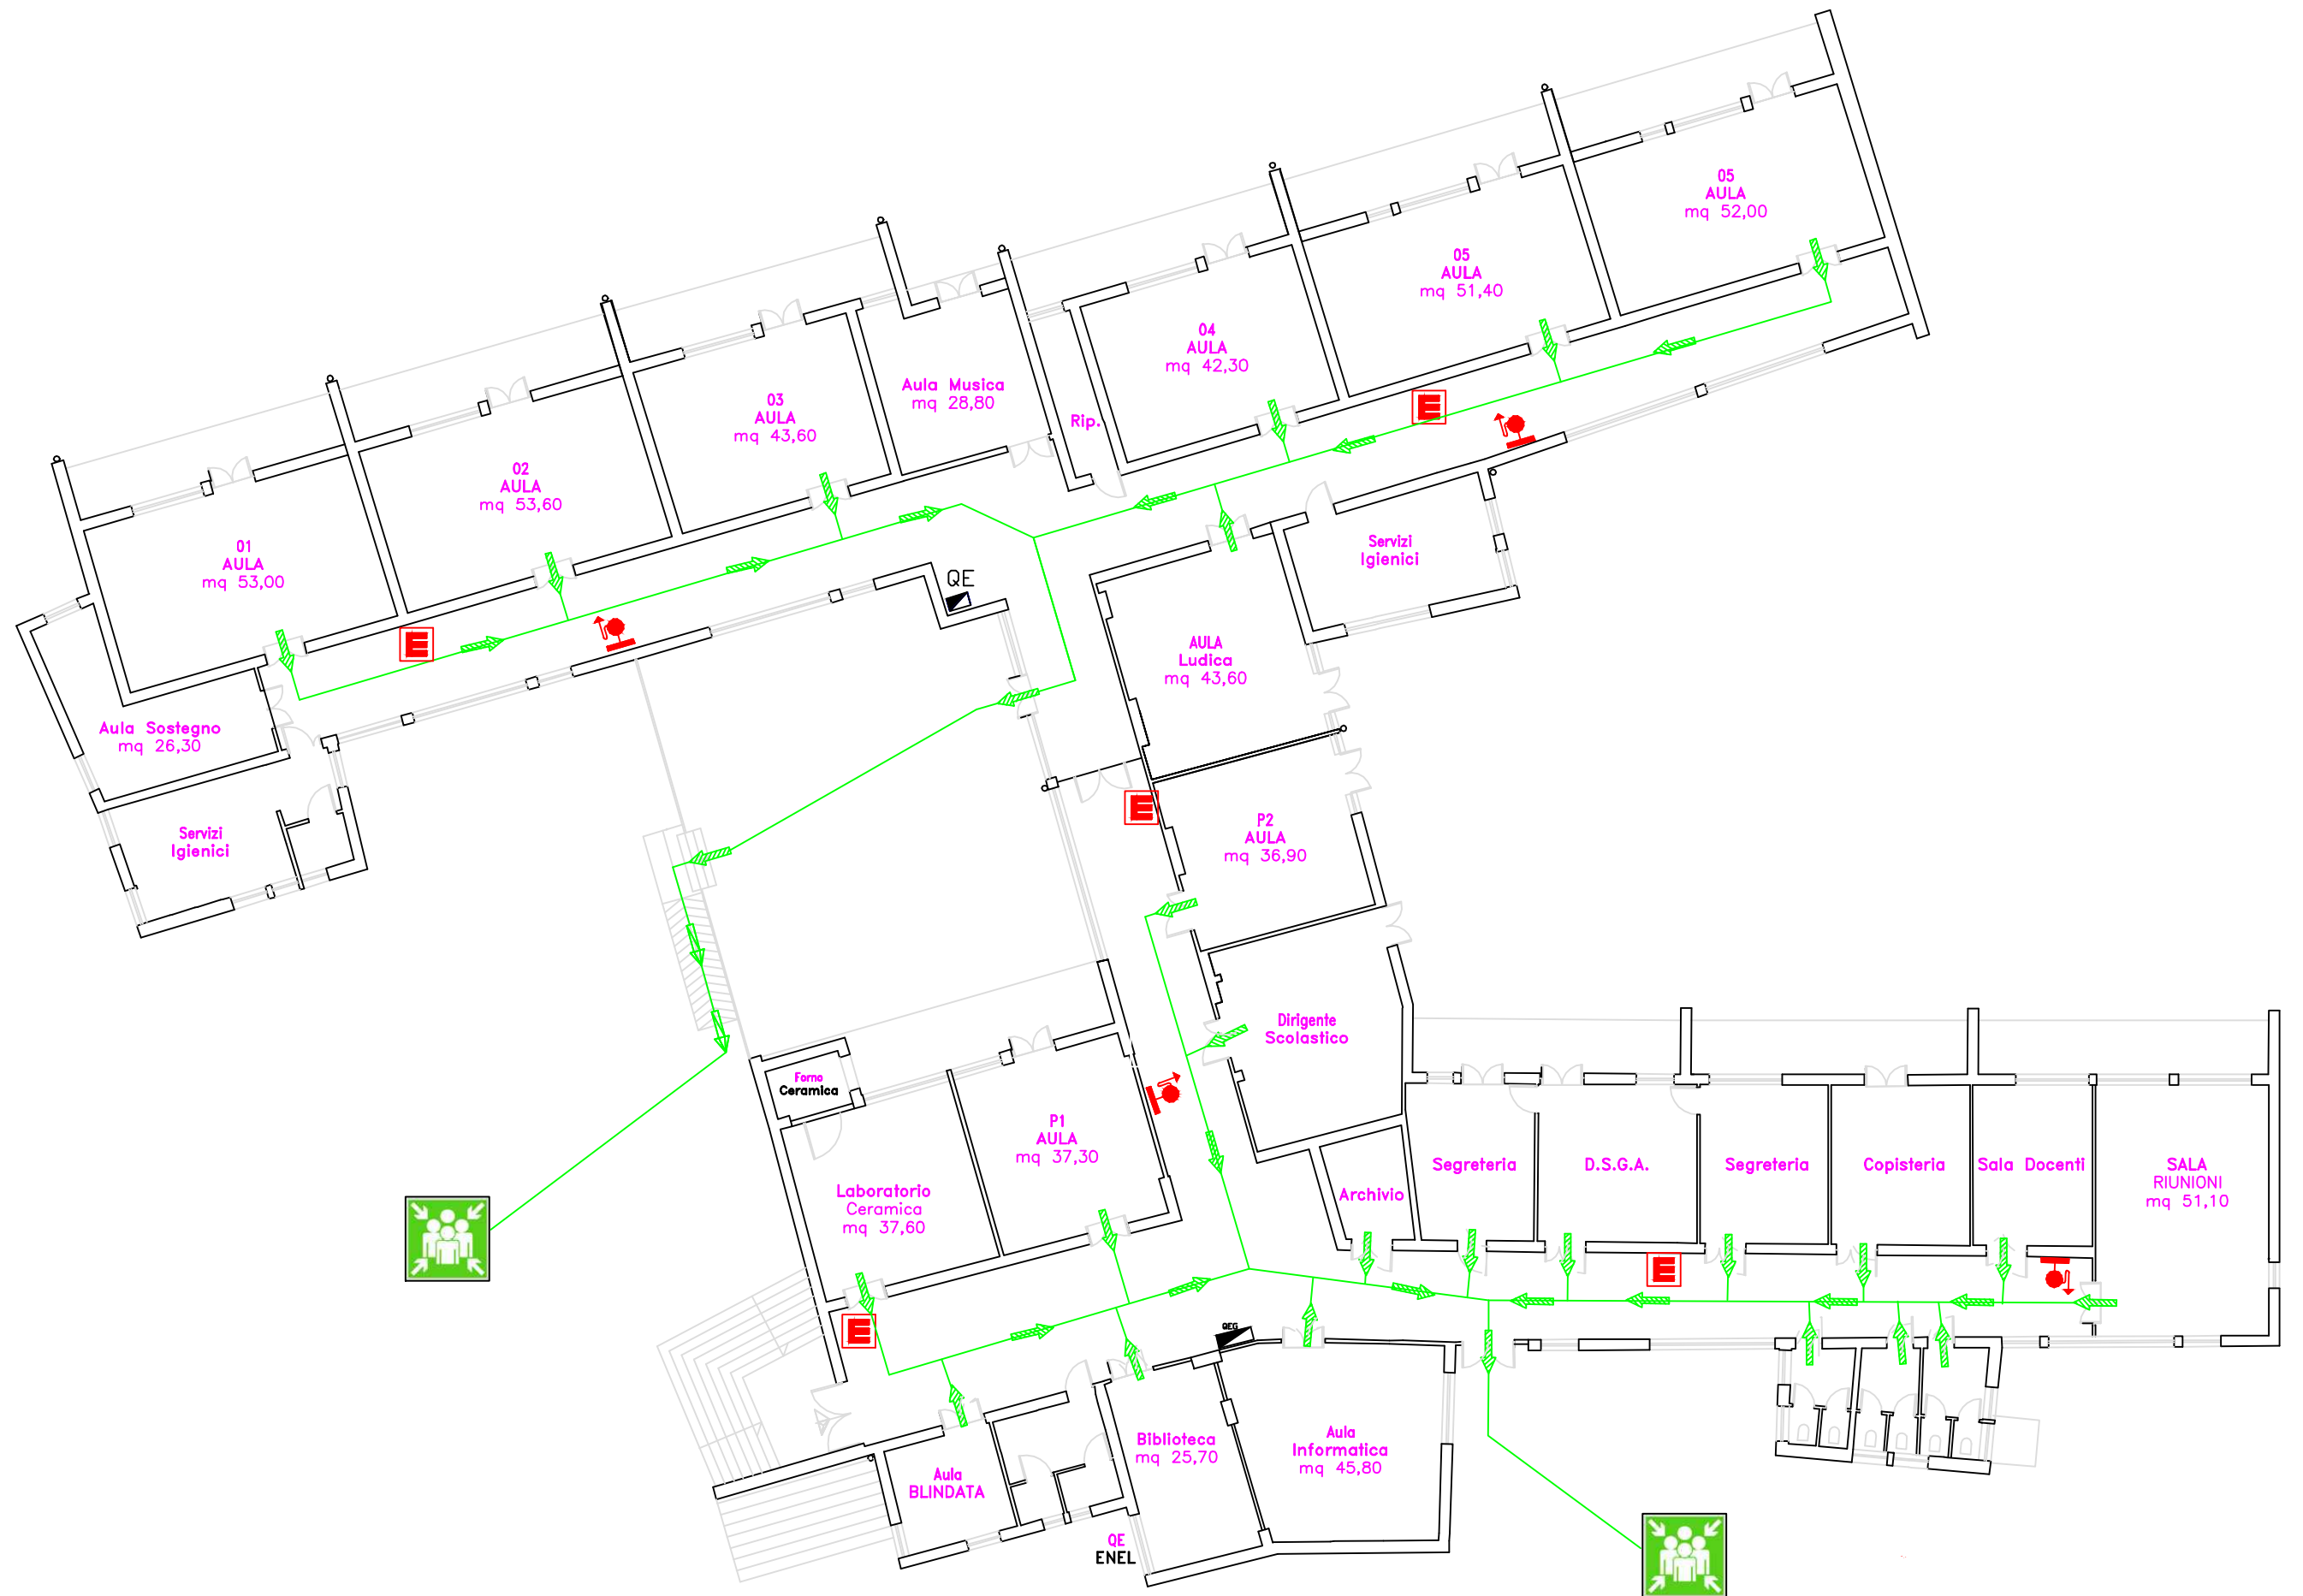 05
AULA
mq 52,00
05
AULA
mq 51,40
04
AULA
mq 42,30
Aula Musica
mq 28,80
Rip.
03
AULA
mq 43,60
02
AULA
mq 53,60
01
AULA
mq 53,00
E
E
Servizi
Igienici
QE
AULA
Ludica
mq 43,60
Aula Sostegno
mq 26,30
Servizi
Igienici
E
P2
AULA
mq 36,90
Dirigente
Scolastico
Forno
Ceramica
P1
AULA
mq 37,30
Laboratorio
Ceramica
mq 37,60
Archivio
Segreteria
D.S.G.A.
Segreteria
Copisteria
Sala Docenti
SALA
RIUNIONI
mq 51,10
E
E
QEG
Biblioteca
mq 25,70
Aula
Informatica
mq 45,80
Aula
BLINDATA
QE
ENEL